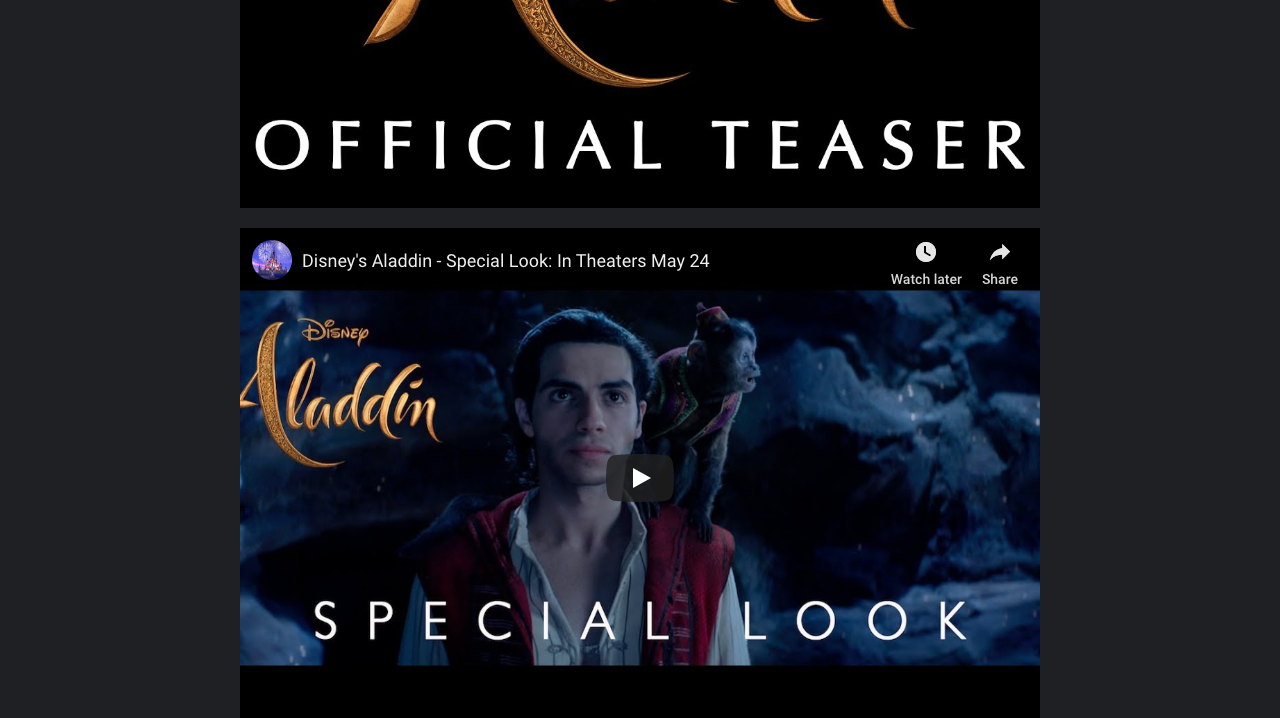 OFFICIAL TEASER
Disney's Aladdin - Special Look: In Theaters May 24
Watch later
Share
Disney
Aladdin
SPECIAL LOOK